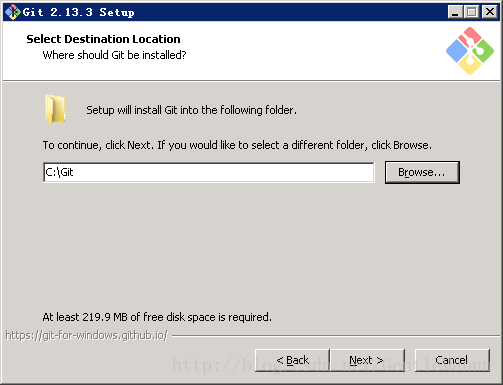 Git 2.13.3 Setup
Select Destination Location
Where should Git be installed?
Setup will install Git into the following folder.
To continue, click Next. If you would like to select a different folder, click Browse.
C:\Git
Browse...
At least 219.9 MB of free disk space is required.
https://git-for-windows.github.io/
< Back
Next >
Cancel